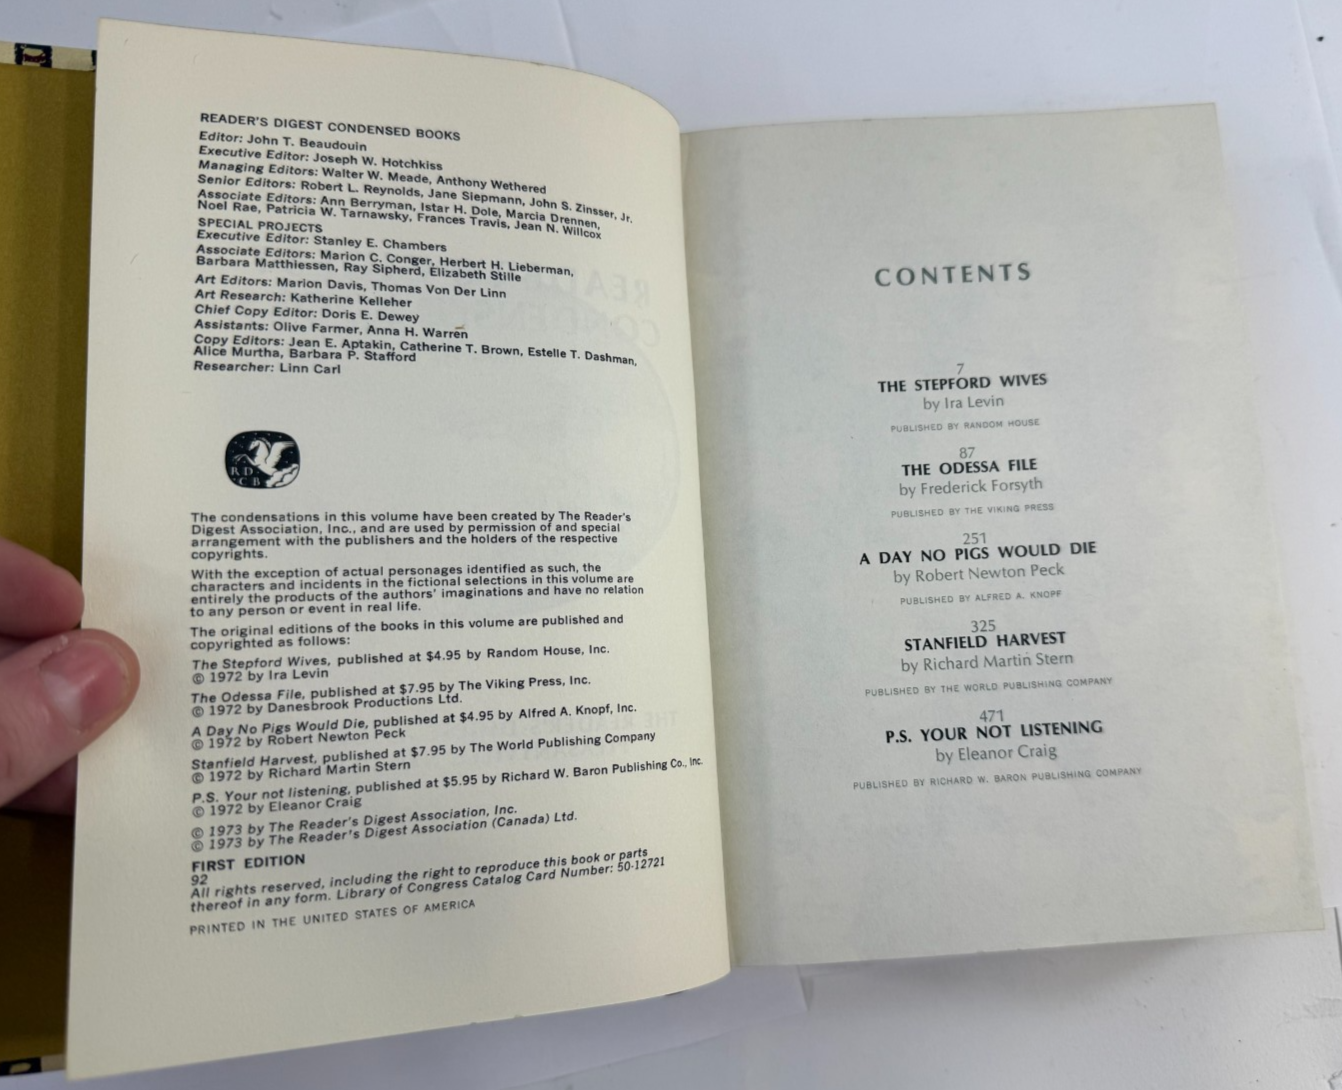 READER'S DIGEST CONDENSED BOOKS
Editor: John T. Beaudouin
Executive Editor: Joseph W. Hotchkiss
Managing Editors: Walter W. Meade, Anthony Wethered
Senior Editors: Robert L. Reynolds, Jane Siepmann, John S. Zinsser, Jr.
Associate Editors: Ann Berryman, Istar H. Dole, Marcia Drennen,
Noel Rae, Patricia W. Tarnawsky, Frances Travis, Jean N. Willcox
SPECIAL PROJECTS
Executive Editor: Stanley E. Chambers
Associate Editors: Marion C. Conger, Herbert H. Lieberman,
Barbara Matthiessen, Ray Sipherd, Elizabeth Stille
Art Editors: Marion Davis, Thomas Von Der Linn
Art Research: Katherine Kelleher
Chief Copy Editor: Doris E. Dewey
Assistants: Olive Farmer, Anna H. Warren
Copy Editors: Jean E. Aptakin, Catherine T. Brown, Estelle T. Dashman,
Alice Murtha, Barbara P. Stafford
Researcher: Linn Carl
R D
C B
The condensations in this volume have been created by The Reader's
Digest Association, Inc., and are used by permission of and special
arrangement with the publishers and the holders of the respective
copyrights.
With the exception of actual personages identified as such, the
characters and incidents in the fictional selections in this volume are
entirely the products of the authors' imaginations and have no relation
to any person or event in real life.
The original editions of the books in this volume are published and
copyrighted as follows:
The Stepford Wives, published at $4.95 by Random House, Inc.
© 1972 by Ira Levin
The Odessa File, published at $7.95 by The Viking Press, Inc.
© 1972 by Danesbrook Productions Ltd.
A Day No Pigs Would Die, published at $4.95 by Alfred A. Knopf, Inc.
© 1972 by Robert Newton Peck
Stanfield Harvest, published at $7.95 by The World Publishing Company
© 1972 by Richard Martin Stern
P.S. Your not listening, published at $5.95 by Richard W. Baron Publishing Co., Inc.
© 1972 by Eleanor Craig
© 1973 by The Reader's Digest Association, Inc.
© 1973 by The Reader's Digest Association (Canada) Ltd.
FIRST EDITION
92
All rights reserved, including the right to reproduce this book or parts
thereof in any form. Library of Congress Catalog Card Number: 50-12721
PRINTED IN THE UNITED STATES OF AMERICA
CONTENTS
7
THE STEPFORD WIVES
by Ira Levin
PUBLISHED BY RANDOM HOUSE
87
THE ODESSA FILE
by Frederick Forsyth
PUBLISHED BY THE VIKING PRESS
251
A DAY NO PIGS WOULD DIE
by Robert Newton Peck
PUBLISHED BY ALFRED A. KNOPF
325
STANFIELD HARVEST
by Richard Martin Stern
PUBLISHED BY THE WORLD PUBLISHING COMPANY
471
P.S. YOUR NOT LISTENING
by Eleanor Craig
PUBLISHED BY RICHARD W. BARON PUBLISHING COMPANY